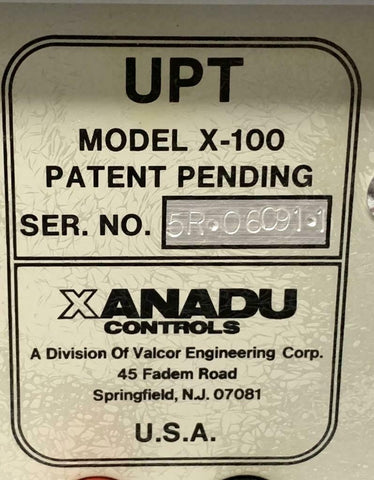 UPT
MODEL X-100
PATENT PENDING
SER. NO. 5R·06091·1
XANADU
CONTROLS
A Division Of Valcor Engineering Corp.
45 Fadem Road
Springfield, N.J. 07081
U.S.A.